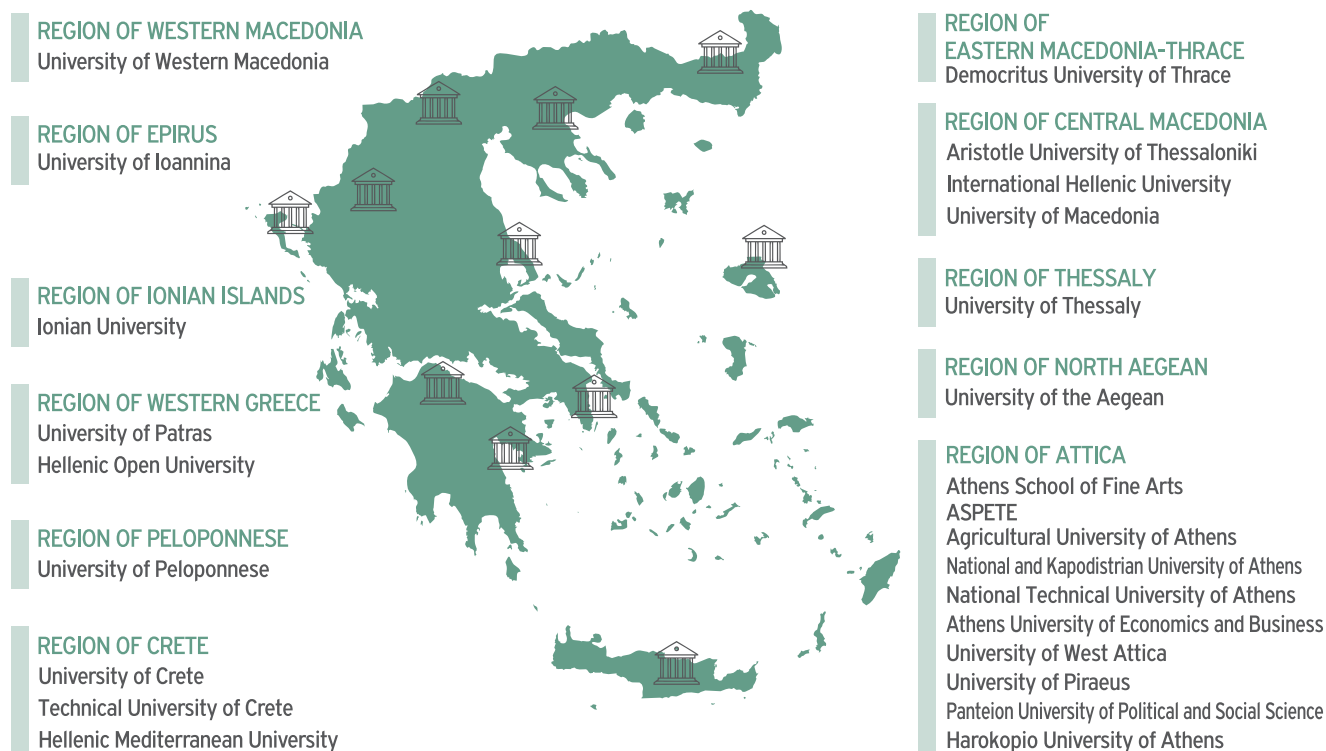 REGION OF WESTERN MACEDONIA
University of Western Macedonia
REGION OF EPIRUS
University of Ioannina
REGION OF IONIAN ISLANDS
Ionian University
REGION OF WESTERN GREECE
University of Patras
Hellenic Open University
REGION OF PELOPONNESE
University of Peloponnese
REGION OF CRETE
University of Crete
Technical University of Crete
Hellenic Mediterranean University
REGION OF
EASTERN MACEDONIA-THRACE
Democritus University of Thrace
REGION OF CENTRAL MACEDONIA
Aristotle University of Thessaloniki
International Hellenic University
University of Macedonia
REGION OF THESSALY
University of Thessaly
REGION OF NORTH AEGEAN
University of the Aegean
REGION OF ATTICA
Athens School of Fine Arts
ASPETE
Agricultural University of Athens
National and Kapodistrian University of Athens
National Technical University of Athens
Athens University of Economics and Business
University of West Attica
University of Piraeus
Panteion University of Political and Social Science
Harokopio University of Athens